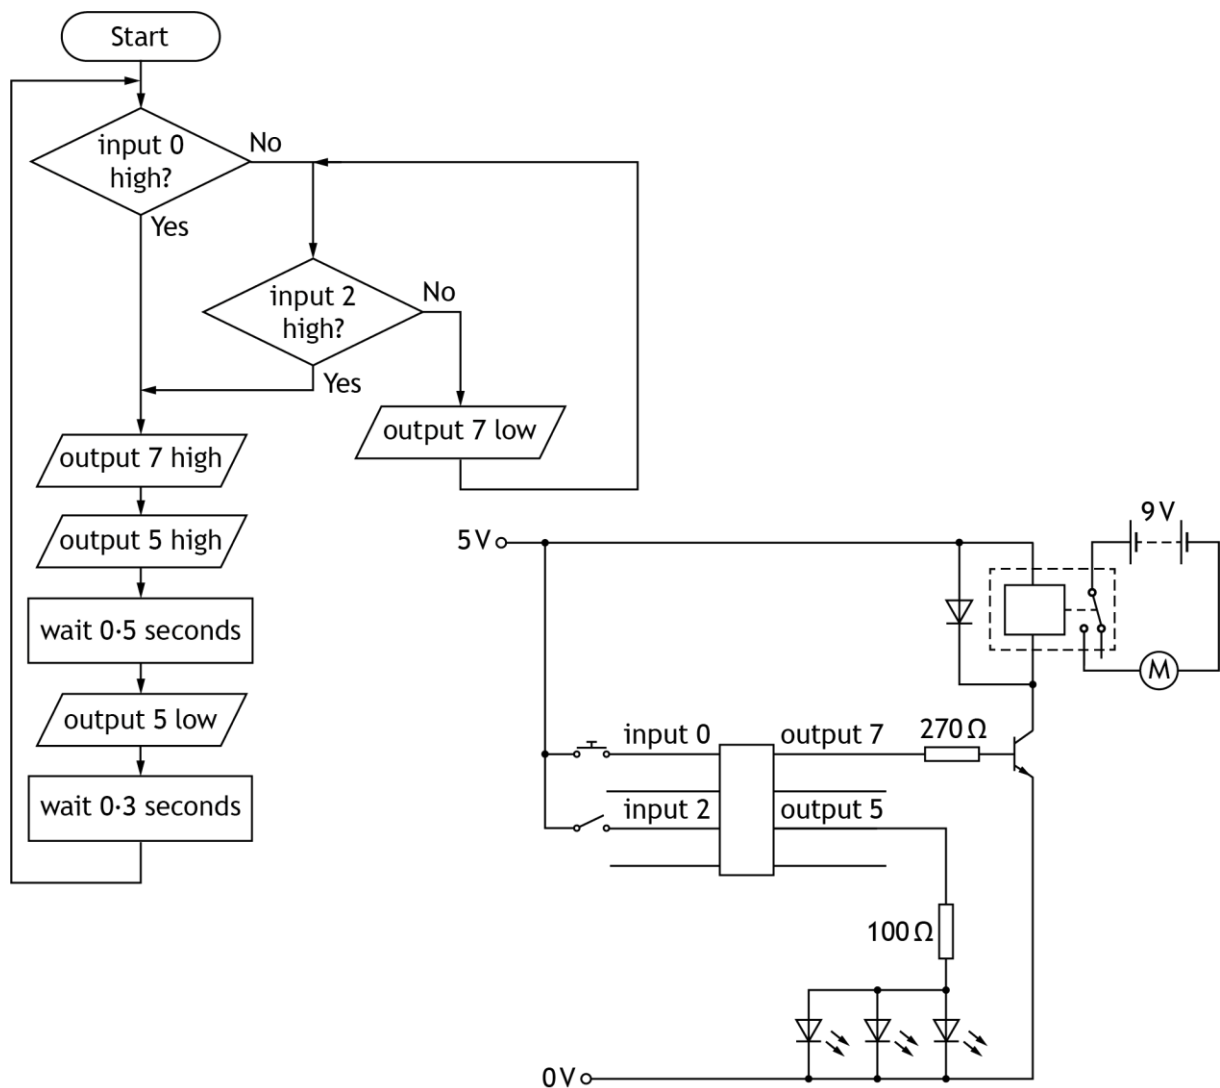 Start
input 0
high?
No
Yes
input 2
high?
No
Yes
output 7 low
output 7 high
output 5 high
wait 0·5 seconds
output 5 low
wait 0·3 seconds
5 V
9 V
M
input 0
output 7
270 Ω
input 2
output 5
100 Ω
0 V